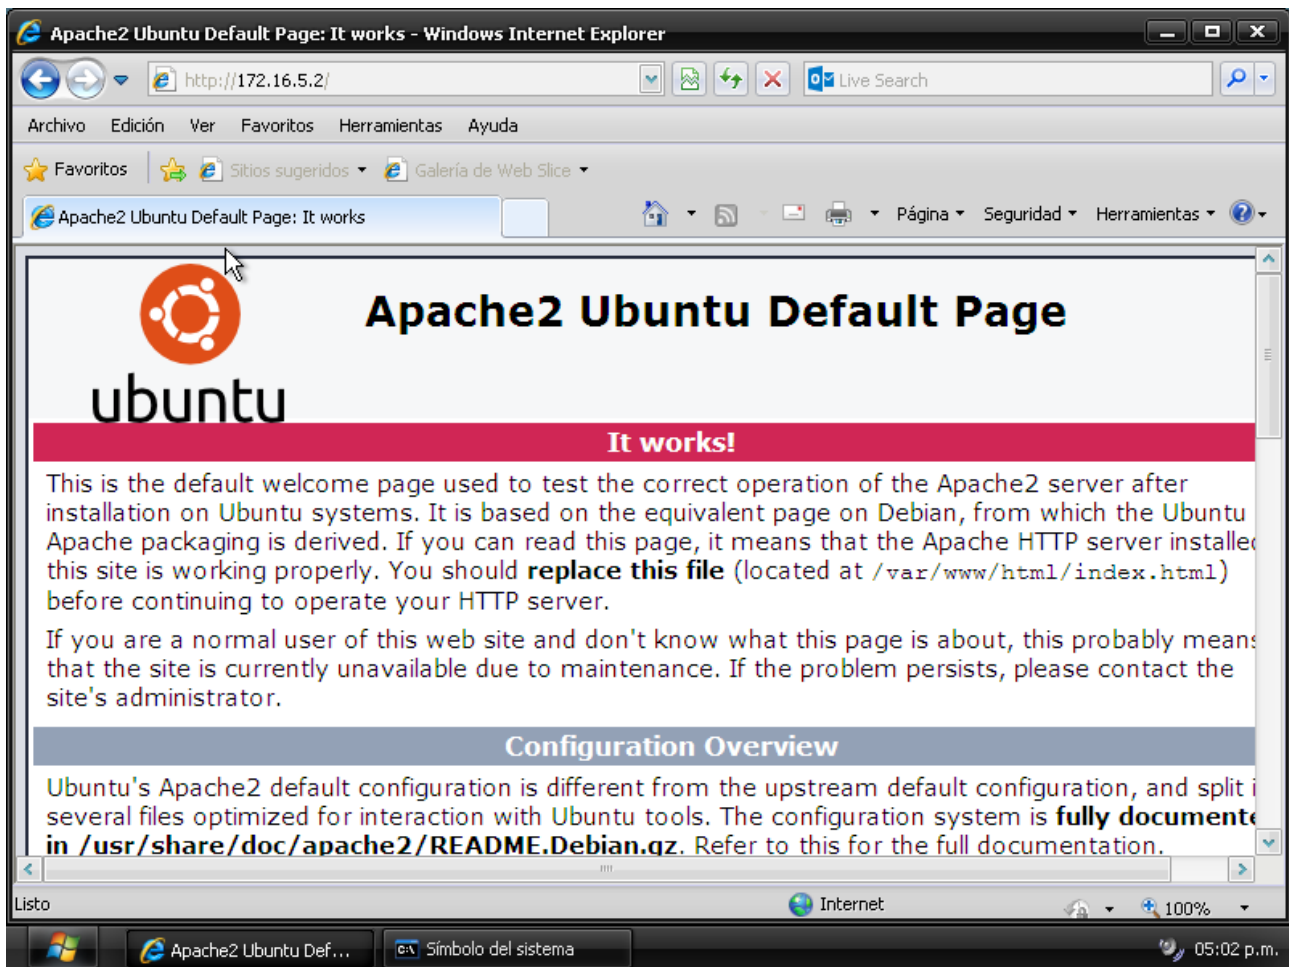 Apache2 Ubuntu Default Page: It works - Windows Internet Explorer
http://172.16.5.2/
Live Search
Archivo Edición Ver Favoritos Herramientas Ayuda
Favoritos Sitios sugeridos Galería de Web Slice
Apache2 Ubuntu Default Page: It works Página Seguridad Herramientas
ubuntu
Apache2 Ubuntu Default Page
It works!
This is the default welcome page used to test the correct operation of the Apache2 server after
installation on Ubuntu systems. It is based on the equivalent page on Debian, from which the Ubuntu
Apache packaging is derived. If you can read this page, it means that the Apache HTTP server installed
this site is working properly. You should replace this file (located at /var/www/html/index.html)
before continuing to operate your HTTP server.
If you are a normal user of this web site and don't know what this page is about, this probably means
that the site is currently unavailable due to maintenance. If the problem persists, please contact the
site's administrator.
Configuration Overview
Ubuntu's Apache2 default configuration is different from the upstream default configuration, and split i
several files optimized for interaction with Ubuntu tools. The configuration system is fully documente
in /usr/share/doc/apache2/README.Debian.gz. Refer to this for the full documentation.
Listo Internet 100%
Apache2 Ubuntu Def... Símbolo del sistema 05:02 p.m.